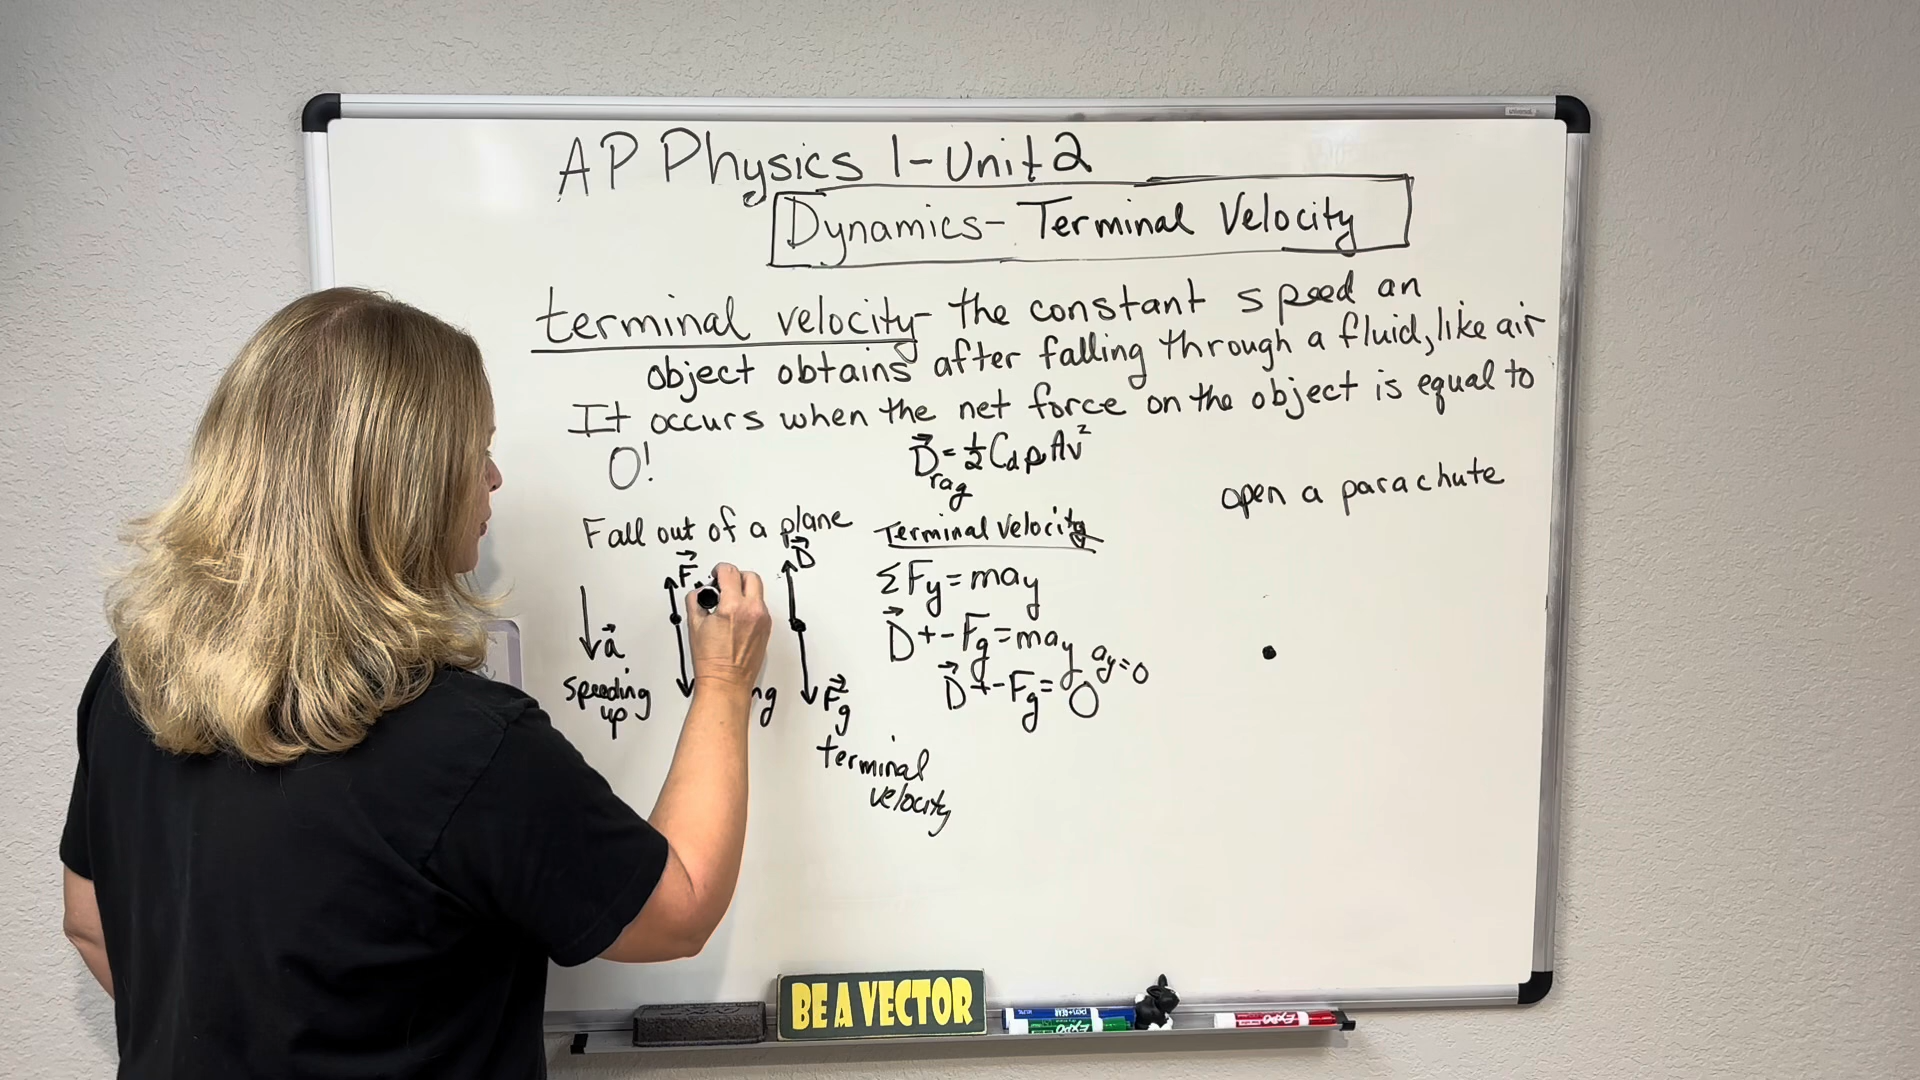 AP Physics 1-Unit 2
Dynamics- Terminal Velocity
terminal velocity- the constant speed an
object obtains after falling through a fluid, like air
It occurs when the net force on the object is equal to
0!
D⃗ = ½ C_d ρ A v²
rag
open a parachute
Fall out of a plane
F⃗
D⃗
a⃗
speeding
up
ng
F⃗g
terminal
velocity
Terminal Velocity
ΣFy = may
D⃗ + - Fg = may
ay = 0
D⃗ + - Fg = 0
BE A VECTOR
EXPO
EXPO